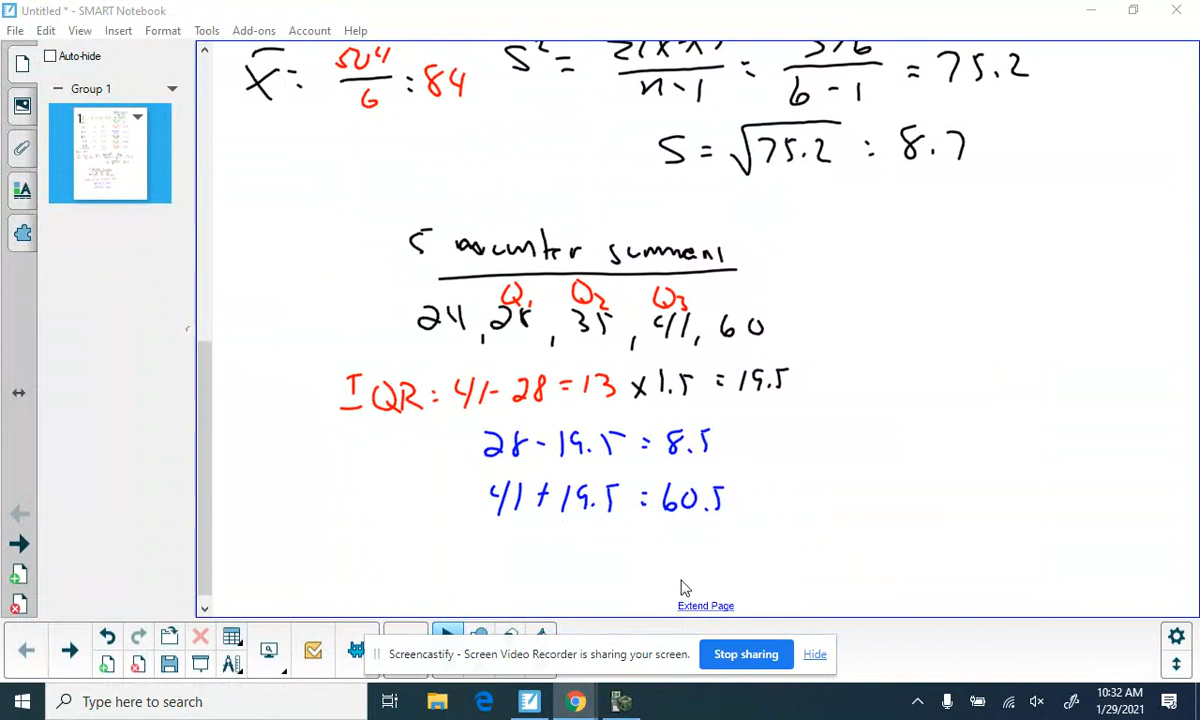 Untitled * - SMART Notebook
File Edit View Insert Format Tools Add-ons Account Help
Auto-hide
Group 1
1
x̄ = 504/6 = 84
S² = Σ(x-x̄)²/n-1 = 376/6-1 = 75.2
S = √75.2 = 8.7
5 number summary
Q1 Q2 Q3
24, 28, 35, 41, 60
IQR: 41-28 = 13 x 1.5 = 19.5
28 - 19.5 = 8.5
41 + 19.5 = 60.5
Extend Page
Screencastify - Screen Video Recorder is sharing your screen.
Stop sharing
Hide
Type here to search
10:32 AM
1/29/2021